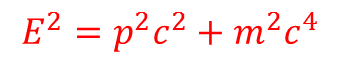 E² = p²c² + m²c⁴